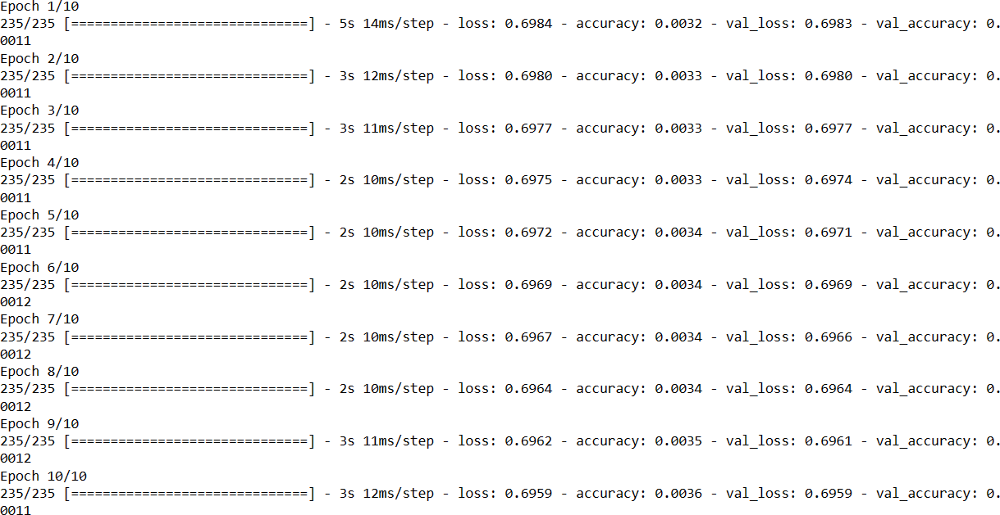 Epoch 1/10
235/235 [==============================] - 5s 14ms/step - loss: 0.6984 - accuracy: 0.0032 - val_loss: 0.6983 - val_accuracy: 0.
0011
Epoch 2/10
235/235 [==============================] - 3s 12ms/step - loss: 0.6980 - accuracy: 0.0033 - val_loss: 0.6980 - val_accuracy: 0.
0011
Epoch 3/10
235/235 [==============================] - 3s 11ms/step - loss: 0.6977 - accuracy: 0.0033 - val_loss: 0.6977 - val_accuracy: 0.
0011
Epoch 4/10
235/235 [==============================] - 2s 10ms/step - loss: 0.6975 - accuracy: 0.0033 - val_loss: 0.6974 - val_accuracy: 0.
0011
Epoch 5/10
235/235 [==============================] - 2s 10ms/step - loss: 0.6972 - accuracy: 0.0034 - val_loss: 0.6971 - val_accuracy: 0.
0011
Epoch 6/10
235/235 [==============================] - 2s 10ms/step - loss: 0.6969 - accuracy: 0.0034 - val_loss: 0.6969 - val_accuracy: 0.
0012
Epoch 7/10
235/235 [==============================] - 2s 10ms/step - loss: 0.6967 - accuracy: 0.0034 - val_loss: 0.6966 - val_accuracy: 0.
0012
Epoch 8/10
235/235 [==============================] - 2s 10ms/step - loss: 0.6964 - accuracy: 0.0034 - val_loss: 0.6964 - val_accuracy: 0.
0012
Epoch 9/10
235/235 [==============================] - 3s 11ms/step - loss: 0.6962 - accuracy: 0.0035 - val_loss: 0.6961 - val_accuracy: 0.
0012
Epoch 10/10
235/235 [==============================] - 3s 12ms/step - loss: 0.6959 - accuracy: 0.0036 - val_loss: 0.6959 - val_accuracy: 0.
0011